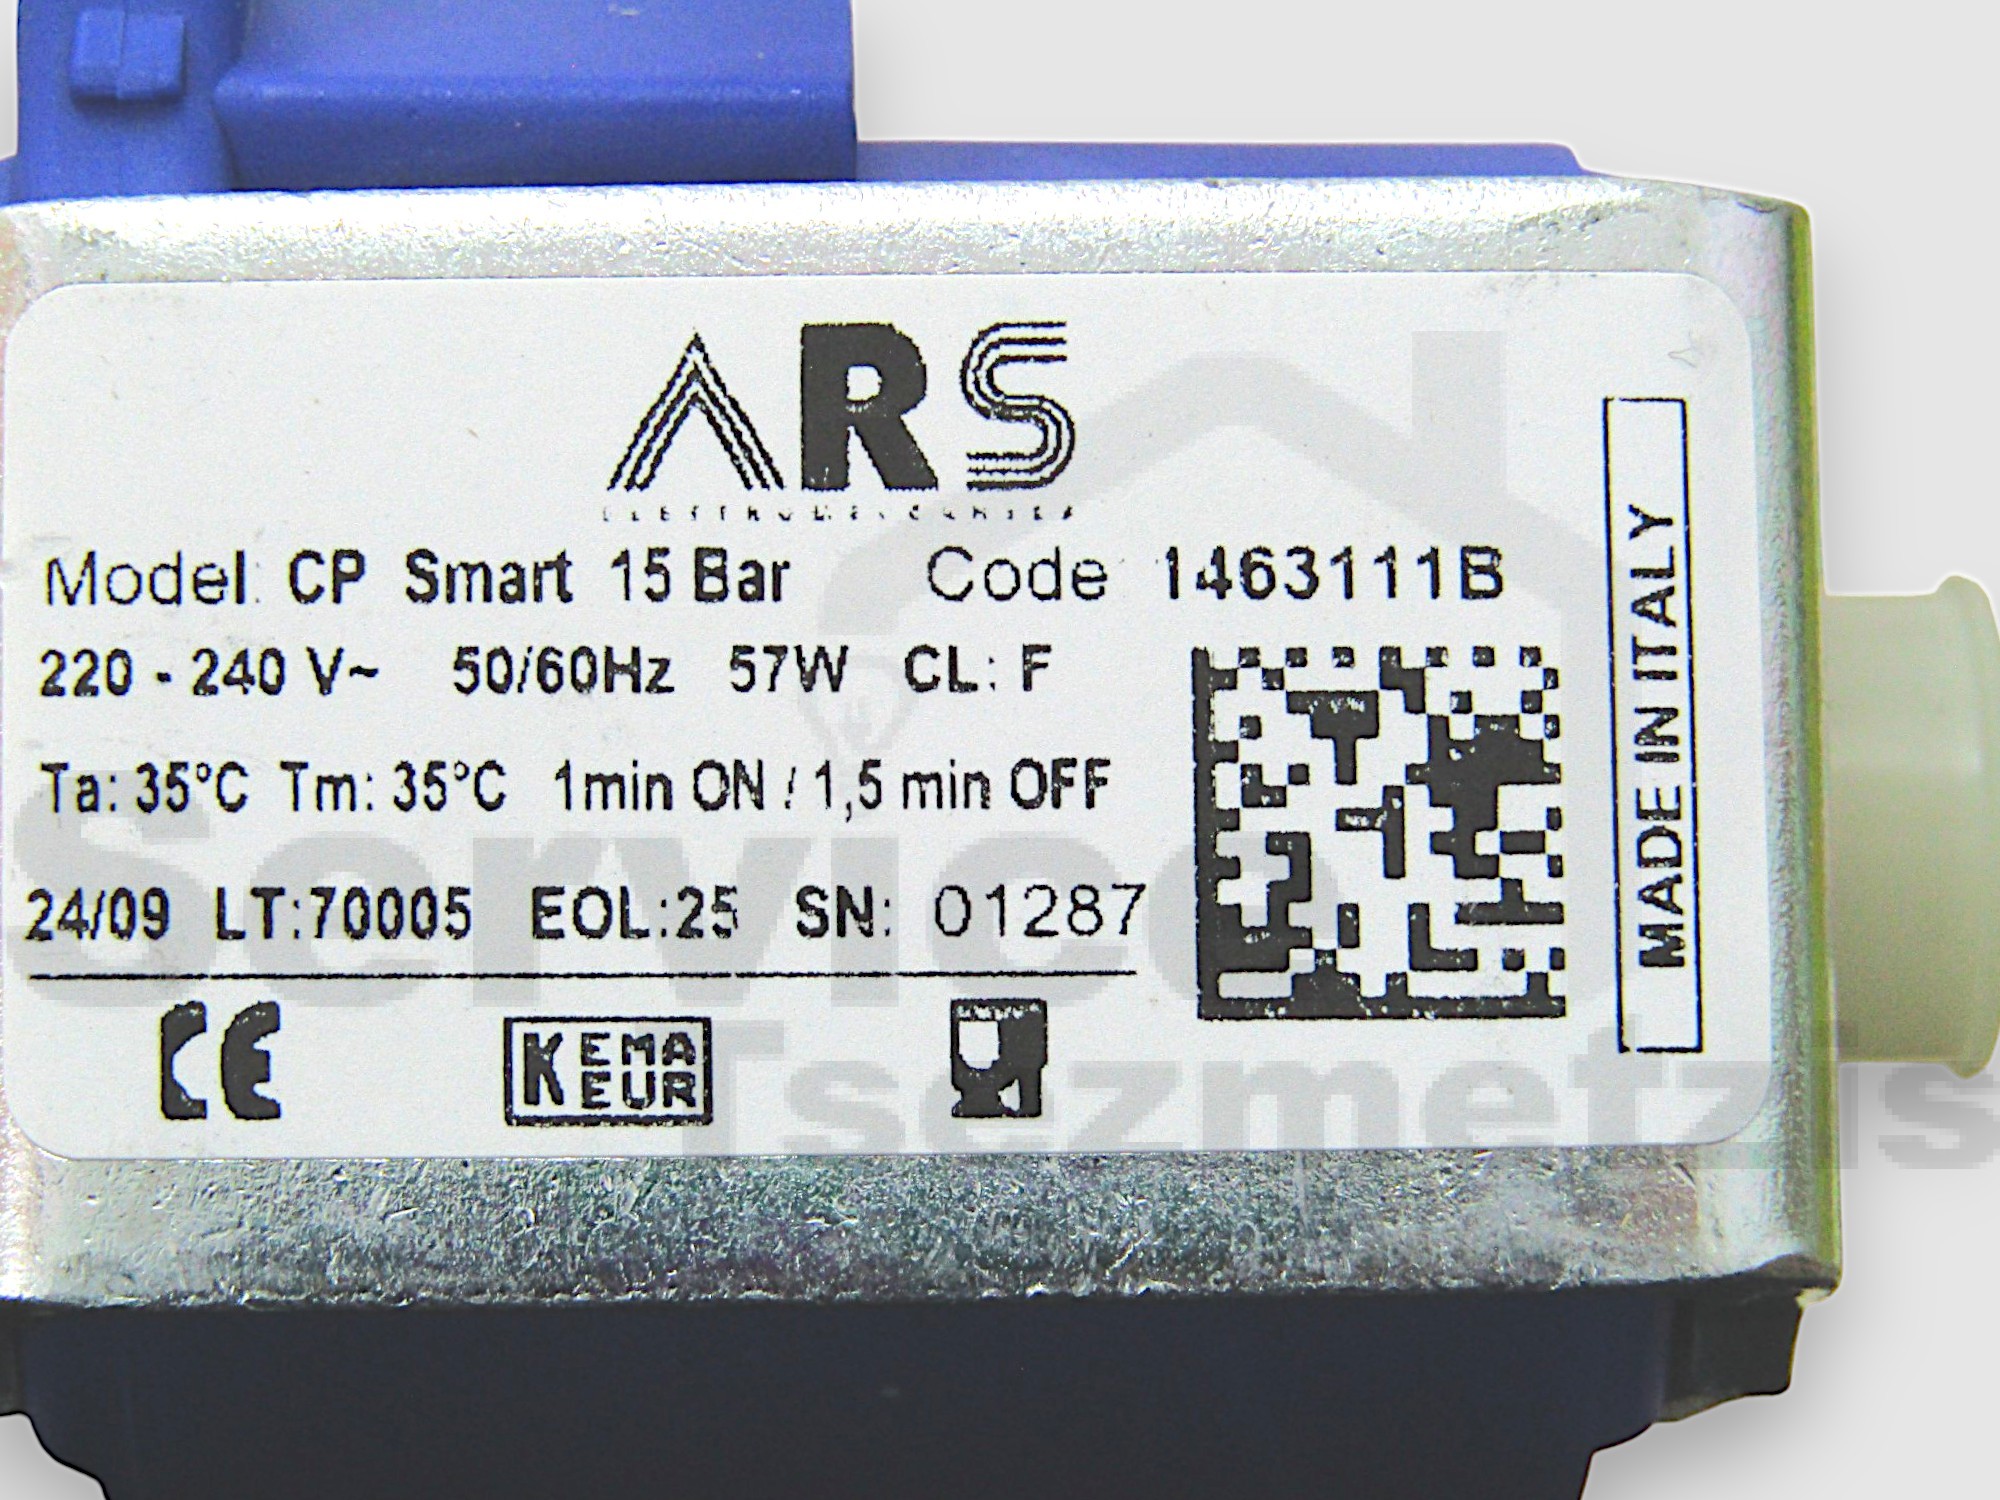 ARS
Model: CP Smart 15 Bar Code 1463111B
220 - 240 V~ 50/60Hz 57W CL: F
Ta: 35°C Tm: 35°C 1min ON / 1,5 min OFF
24/09 LT:70005 EOL:25 SN: 01287
CE
KEMA
EUR
MADE IN ITALY
Service
Tsezmetzis